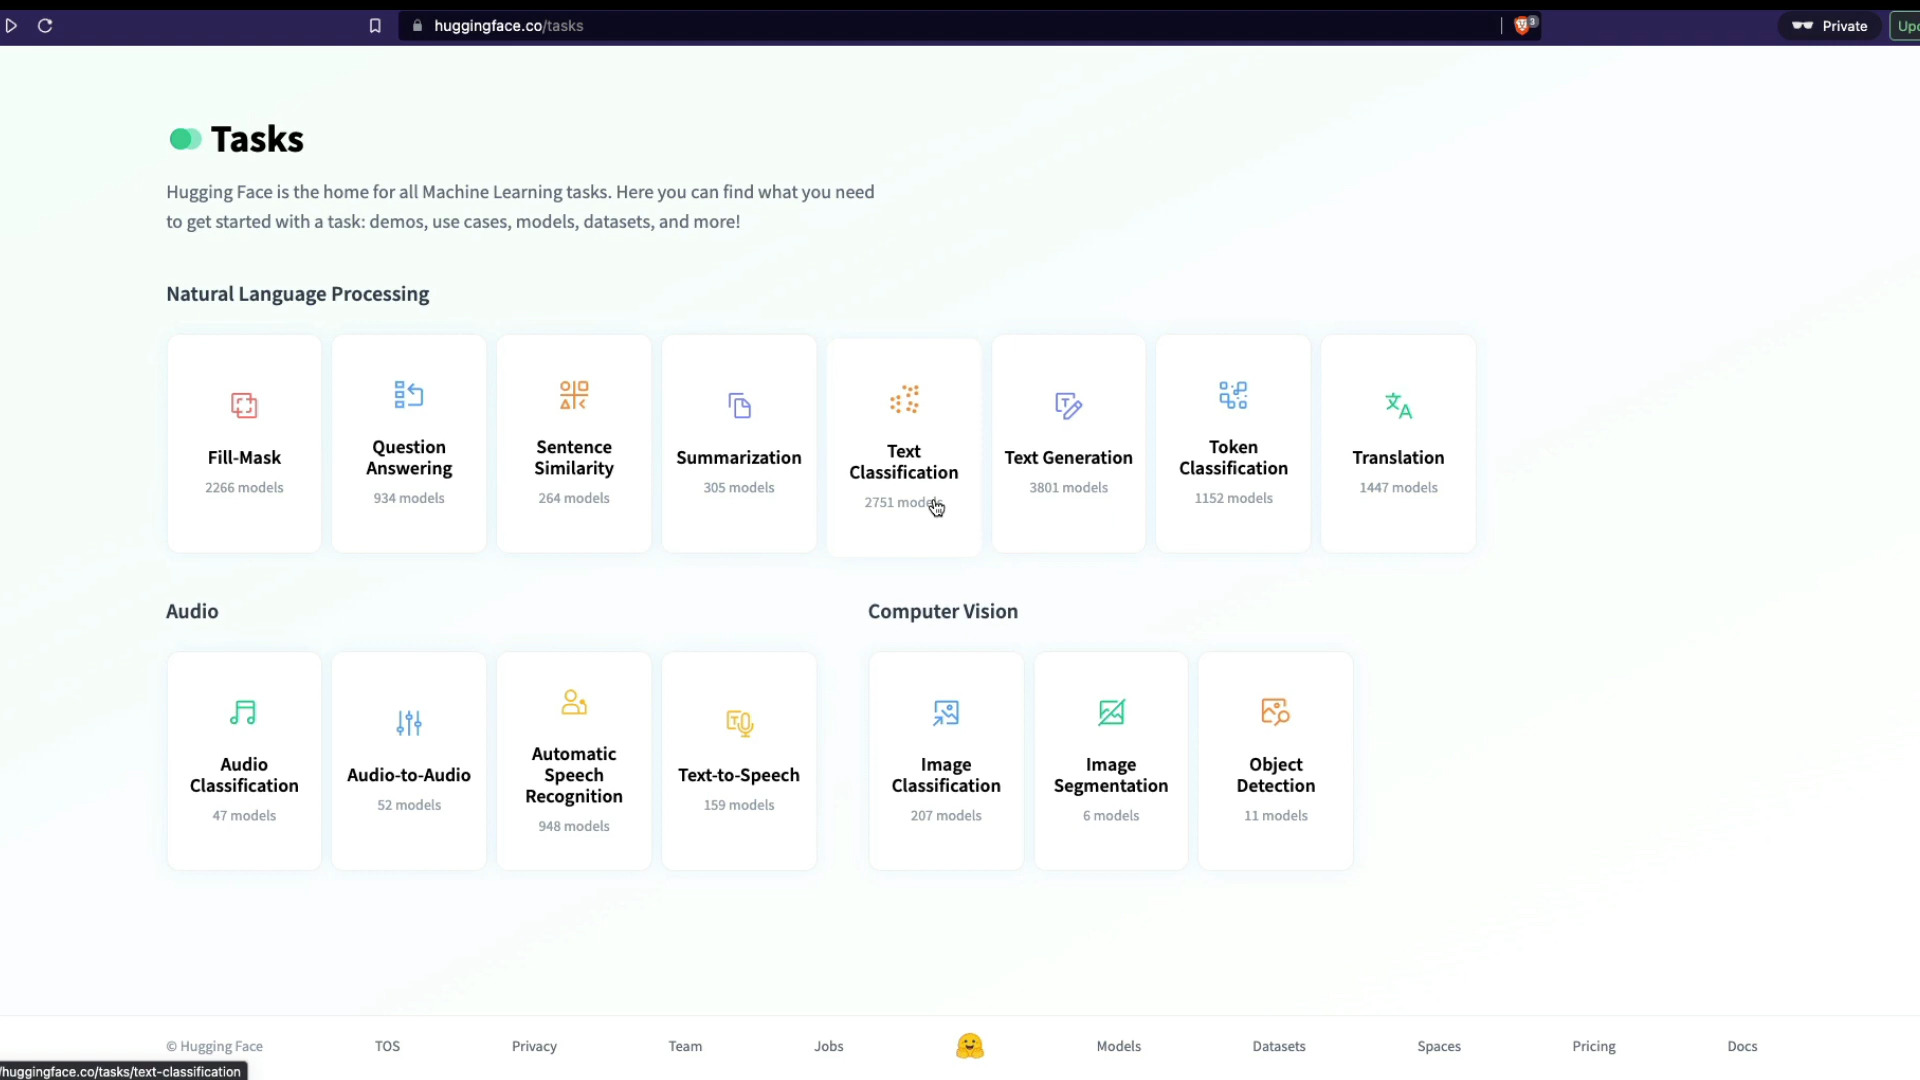 huggingface.co/tasks
3
Private
Tasks
Hugging Face is the home for all Machine Learning tasks. Here you can find what you need
to get started with a task: demos, use cases, models, datasets, and more!
Natural Language Processing
Fill-Mask
2266 models
Question
Answering
934 models
Sentence
Similarity
264 models
Summarization
305 models
Text
Classification
2751 models
Text Generation
3801 models
Token
Classification
1152 models
Translation
1447 models
Audio
Audio
Classification
47 models
Audio-to-Audio
52 models
Automatic
Speech
Recognition
948 models
Text-to-Speech
159 models
Computer Vision
Image
Classification
207 models
Image
Segmentation
6 models
Object
Detection
11 models
© Hugging Face
TOS
Privacy
Team
Jobs
Models
Datasets
Spaces
Pricing
Docs
/huggingface.co/tasks/text-classification